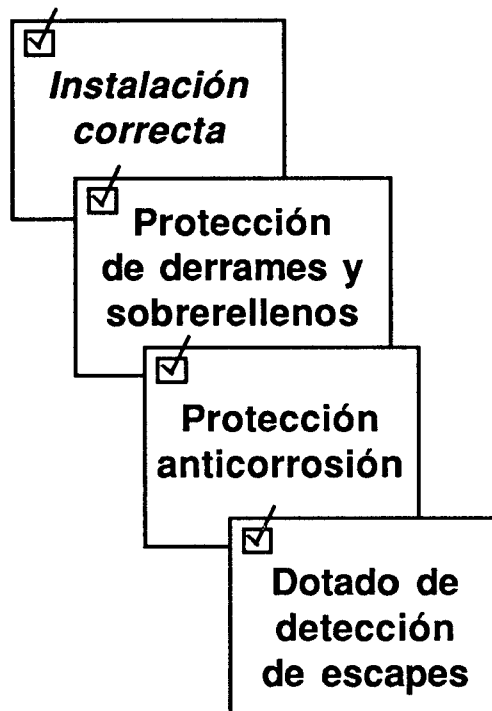 Instalación
correcta
Protección
de derrames y
sobrerellenos
Protección
anticorrosión
Dotado de
detección
de escapes